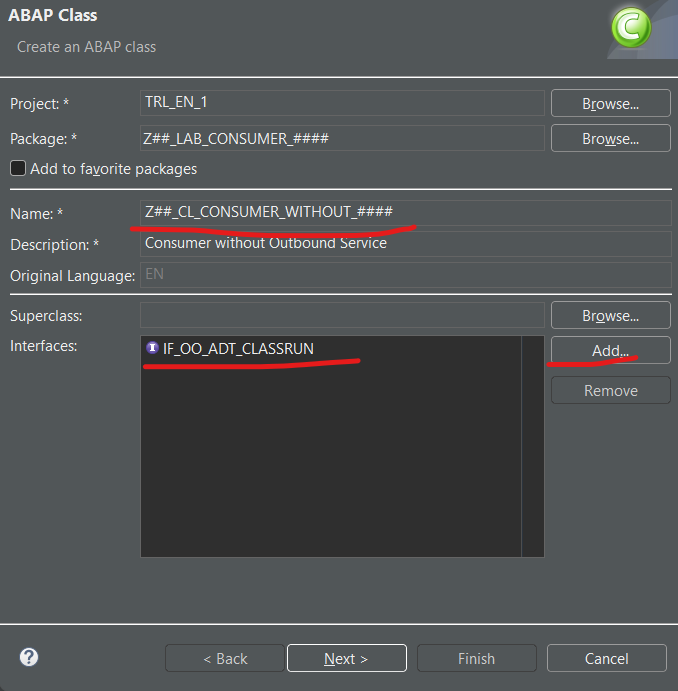 ABAP Class
Create an ABAP class
C
Project: * TRL_EN_1 Browse...
Package: * Z##_LAB_CONSUMER_#### Browse...
Add to favorite packages
Name: * Z##_CL_CONSUMER_WITHOUT_####
Description: * Consumer without Outbound Service
Original Language: EN
Superclass: Browse...
Interfaces: I IF_OO_ADT_CLASSRUN Add...
Remove
? < Back Next > Finish Cancel